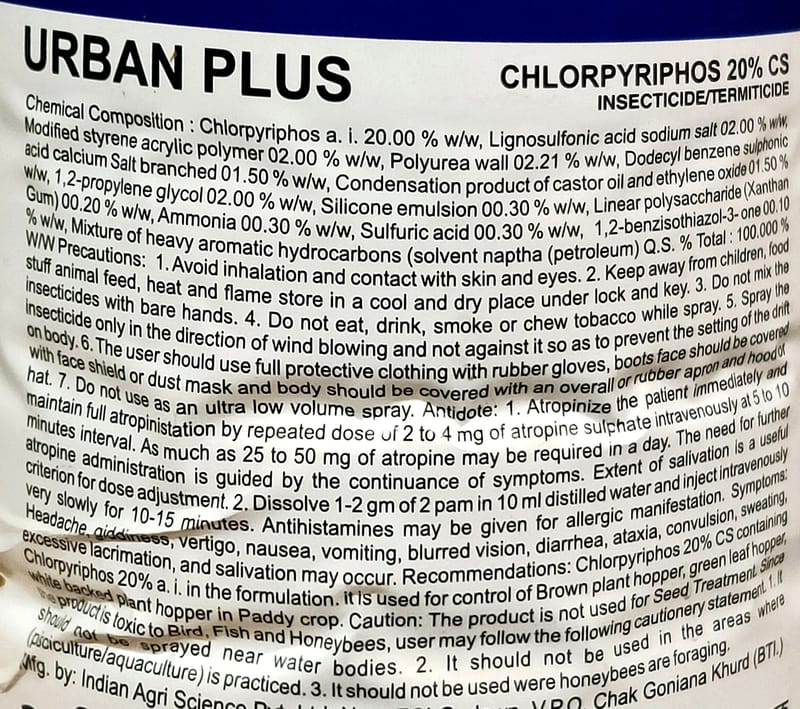 URBAN PLUS
CHLORPYRIPHOS 20% CS
INSECTICIDE/TERMITICIDE
Chemical Composition : Chlorpyriphos a. i. 20.00 % w/w, Lignosulfonic acid sodium salt 02.00 % w/w,
Modified styrene acrylic polymer 02.00 % w/w, Polyurea wall 02.21 % w/w, Dodecyl benzene sulphonic
acid calcium Salt branched 01.50 % w/w, Condensation product of castor oil and ethylene oxide 01.50 %
w/w, 1,2-propylene glycol 02.00 % w/w, Silicone emulsion 00.30 % w/w, Linear polysaccharide (Xanthan
Gum) 00.20 % w/w, Ammonia 00.30 % w/w, Sulfuric acid 00.30 % w/w, 1,2-benzisothiazol-3- one 00.10
% w/w, Mixture of heavy aromatic hydrocarbons (solvent naptha (petroleum) Q.S. % Total : 100.000 %
W/W Precautions: 1. Avoid inhalation and contact with skin and eyes. 2. Keep away from children, food
stuff animal feed, heat and flame store in a cool and dry place under lock and key. 3. Do not mix the
insecticides with bare hands. 4. Do not eat, drink, smoke or chew tobacco while spray. 5. Spray the
insecticide only in the direction of wind blowing and not against it so as to prevent the setting of the drift
on body. 6. The user should use full protective clothing with rubber gloves, boots face should be covered
with face shield or dust mask and body should be covered with an overall or rubber apron and hood or
hat. 7. Do not use as an ultra low volume spray. Antidote: 1. Atropinize the patient immediately and
maintain full atropinistation by repeated dose of 2 to 4 mg of atropine sulphate intravenously at 5 to 10
minutes interval. As much as 25 to 50 mg of atropine may be required in a day. The need for further
atropine administration is guided by the continuance of symptoms. Extent of salivation is a useful
criterion for dose adjustment. 2. Dissolve 1-2 gm of 2 pam in 10 ml distilled water and inject intravenously
very slowly for 10-15 minutes. Antihistamines may be given for allergic manifestation. Symptoms:
Headache, giddiness, vertigo, nausea, vomiting, blurred vision, diarrhea, ataxia, convulsion, sweating,
excessive lacrimation, and salivation may occur. Recommendations: Chlorpyriphos 20% CS containing
Chlorpyriphos 20% a. i. in the formulation. it is used for control of Brown plant hopper, green leaf hopper,
white backed plant hopper in Paddy crop. Caution: The product is not used for Seed Treatment. Since
the product is toxic to Bird, Fish and Honeybees, user may follow the following cautionery statement. 1. It
should not be sprayed near water bodies. 2. It should not be used in the areas where
(pisiculture/aquaculture) is practiced. 3. It should not be used were honeybees are foraging.
Mfg. by: Indian Agri Science V.P.O. Chak Goniana Khurd (BTI.)